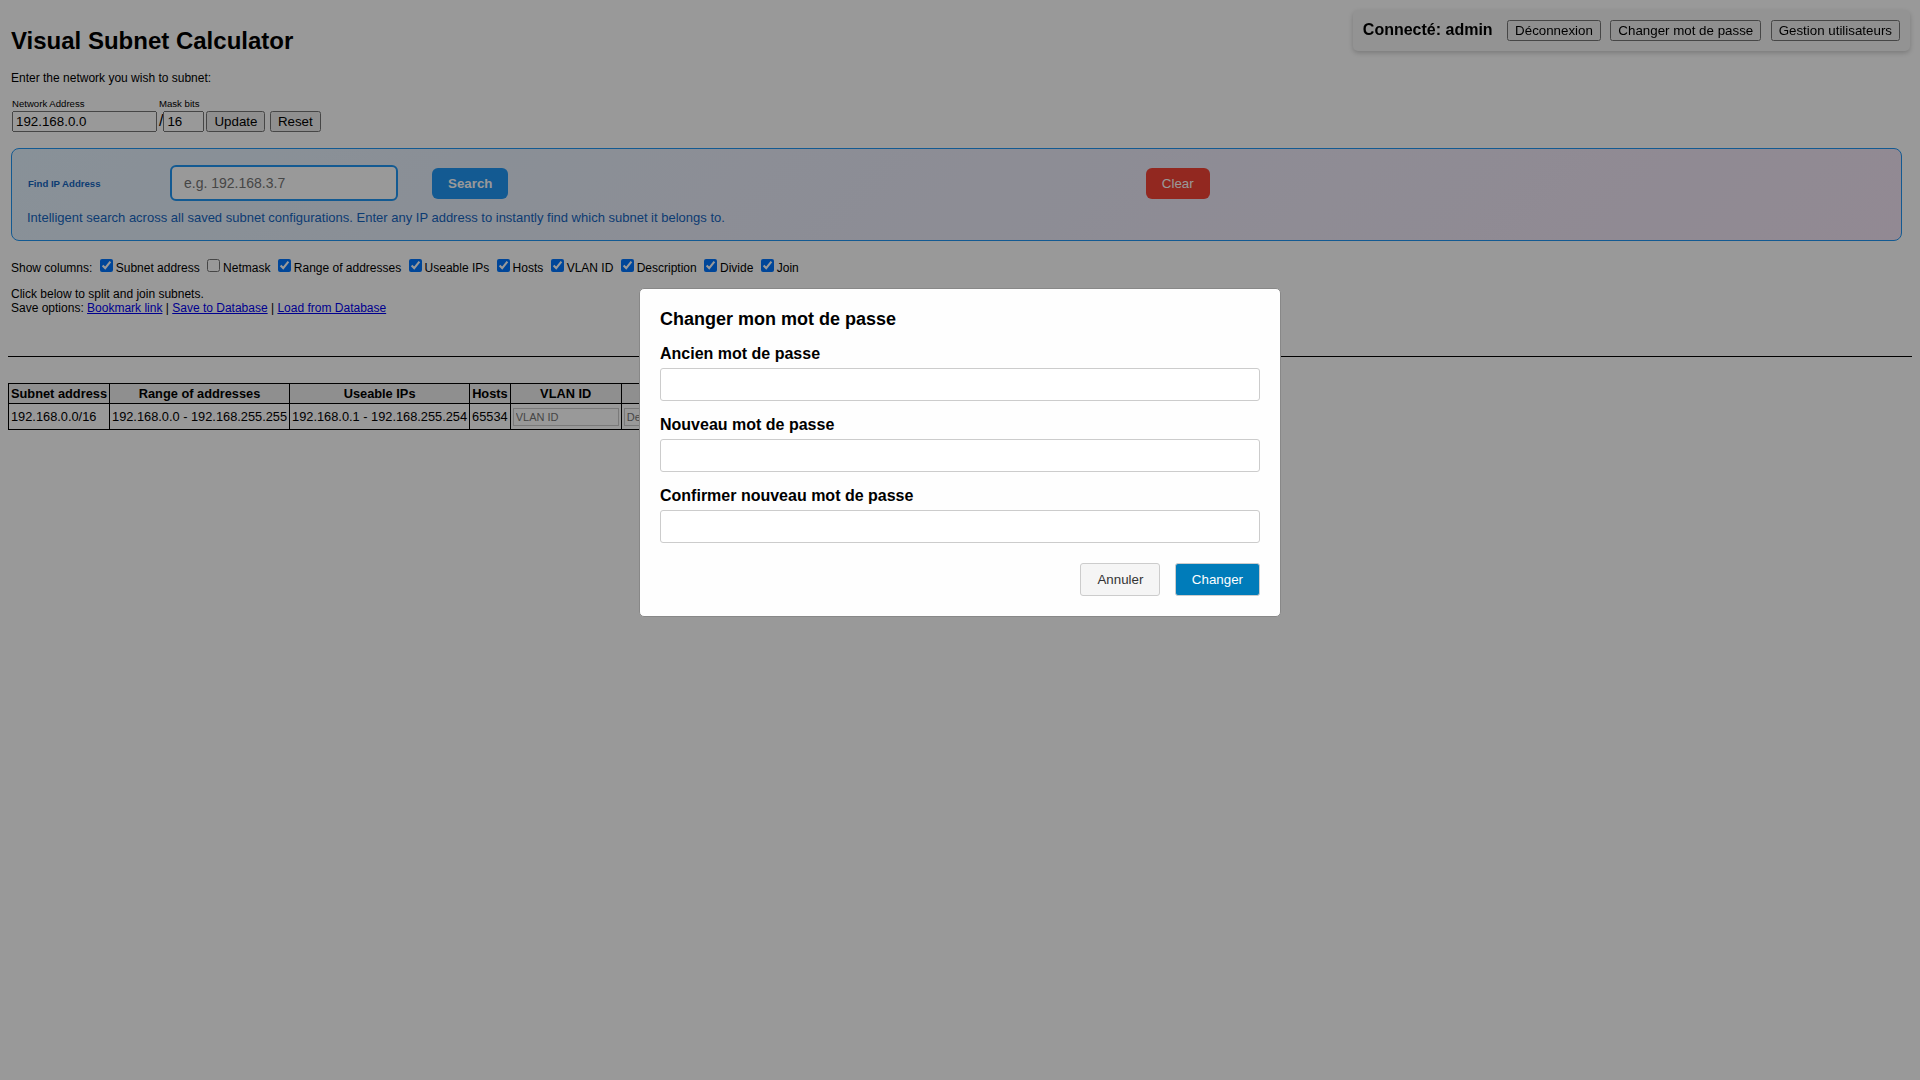 Visual Subnet Calculator
Connecté: admin Déconnexion Changer mot de passe Gestion utilisateurs
Enter the network you wish to subnet:
Network Address Mask bits
192.168.0.0 / 16 Update Reset
Find IP Address e.g. 192.168.3.7 Search Clear
Intelligent search across all saved subnet configurations. Enter any IP address to instantly find which subnet it belongs to.
Show columns: Subnet address Netmask Range of addresses Useable IPs Hosts VLAN ID Description Divide Join
Click below to split and join subnets.
Save options: Bookmark link | Save to Database | Load from Database
Subnet address Range of addresses Useable IPs Hosts VLAN ID
192.168.0.0/16 192.168.0.0 - 192.168.255.255 192.168.0.1 - 192.168.255.254 65534 VLAN ID De
Changer mon mot de passe
Ancien mot de passe
Nouveau mot de passe
Confirmer nouveau mot de passe
Annuler Changer